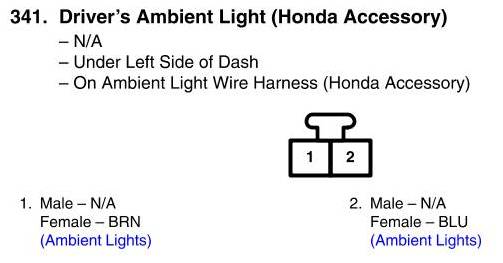 341. Driver's Ambient Light (Honda Accessory)
– N/A
– Under Left Side of Dash
– On Ambient Light Wire Harness (Honda Accessory)
1 2
1. Male – N/A
Female – BRN
(Ambient Lights)
2. Male – N/A
Female – BLU
(Ambient Lights)